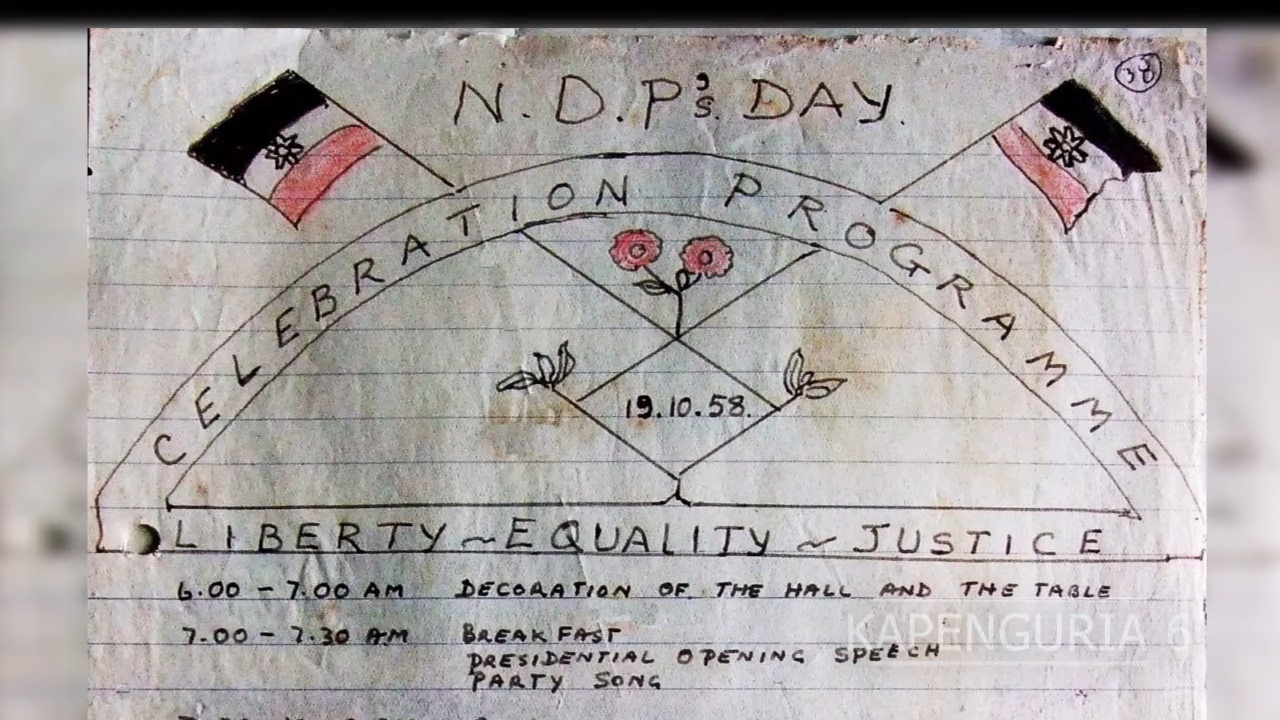 38
N.D.P's. DAY.
CELEBRATION PROGRAMME
19.10.58.
LIBERTY ~ EQUALITY ~ JUSTICE
6.00 - 7.00 AM DECORATION OF THE HALL AND THE TABLE
7.00 - 7.30 AM BREAKFAST
PRESIDENTIAL OPENING SPEECH
PARTY SONG
KAPENGURIA 6